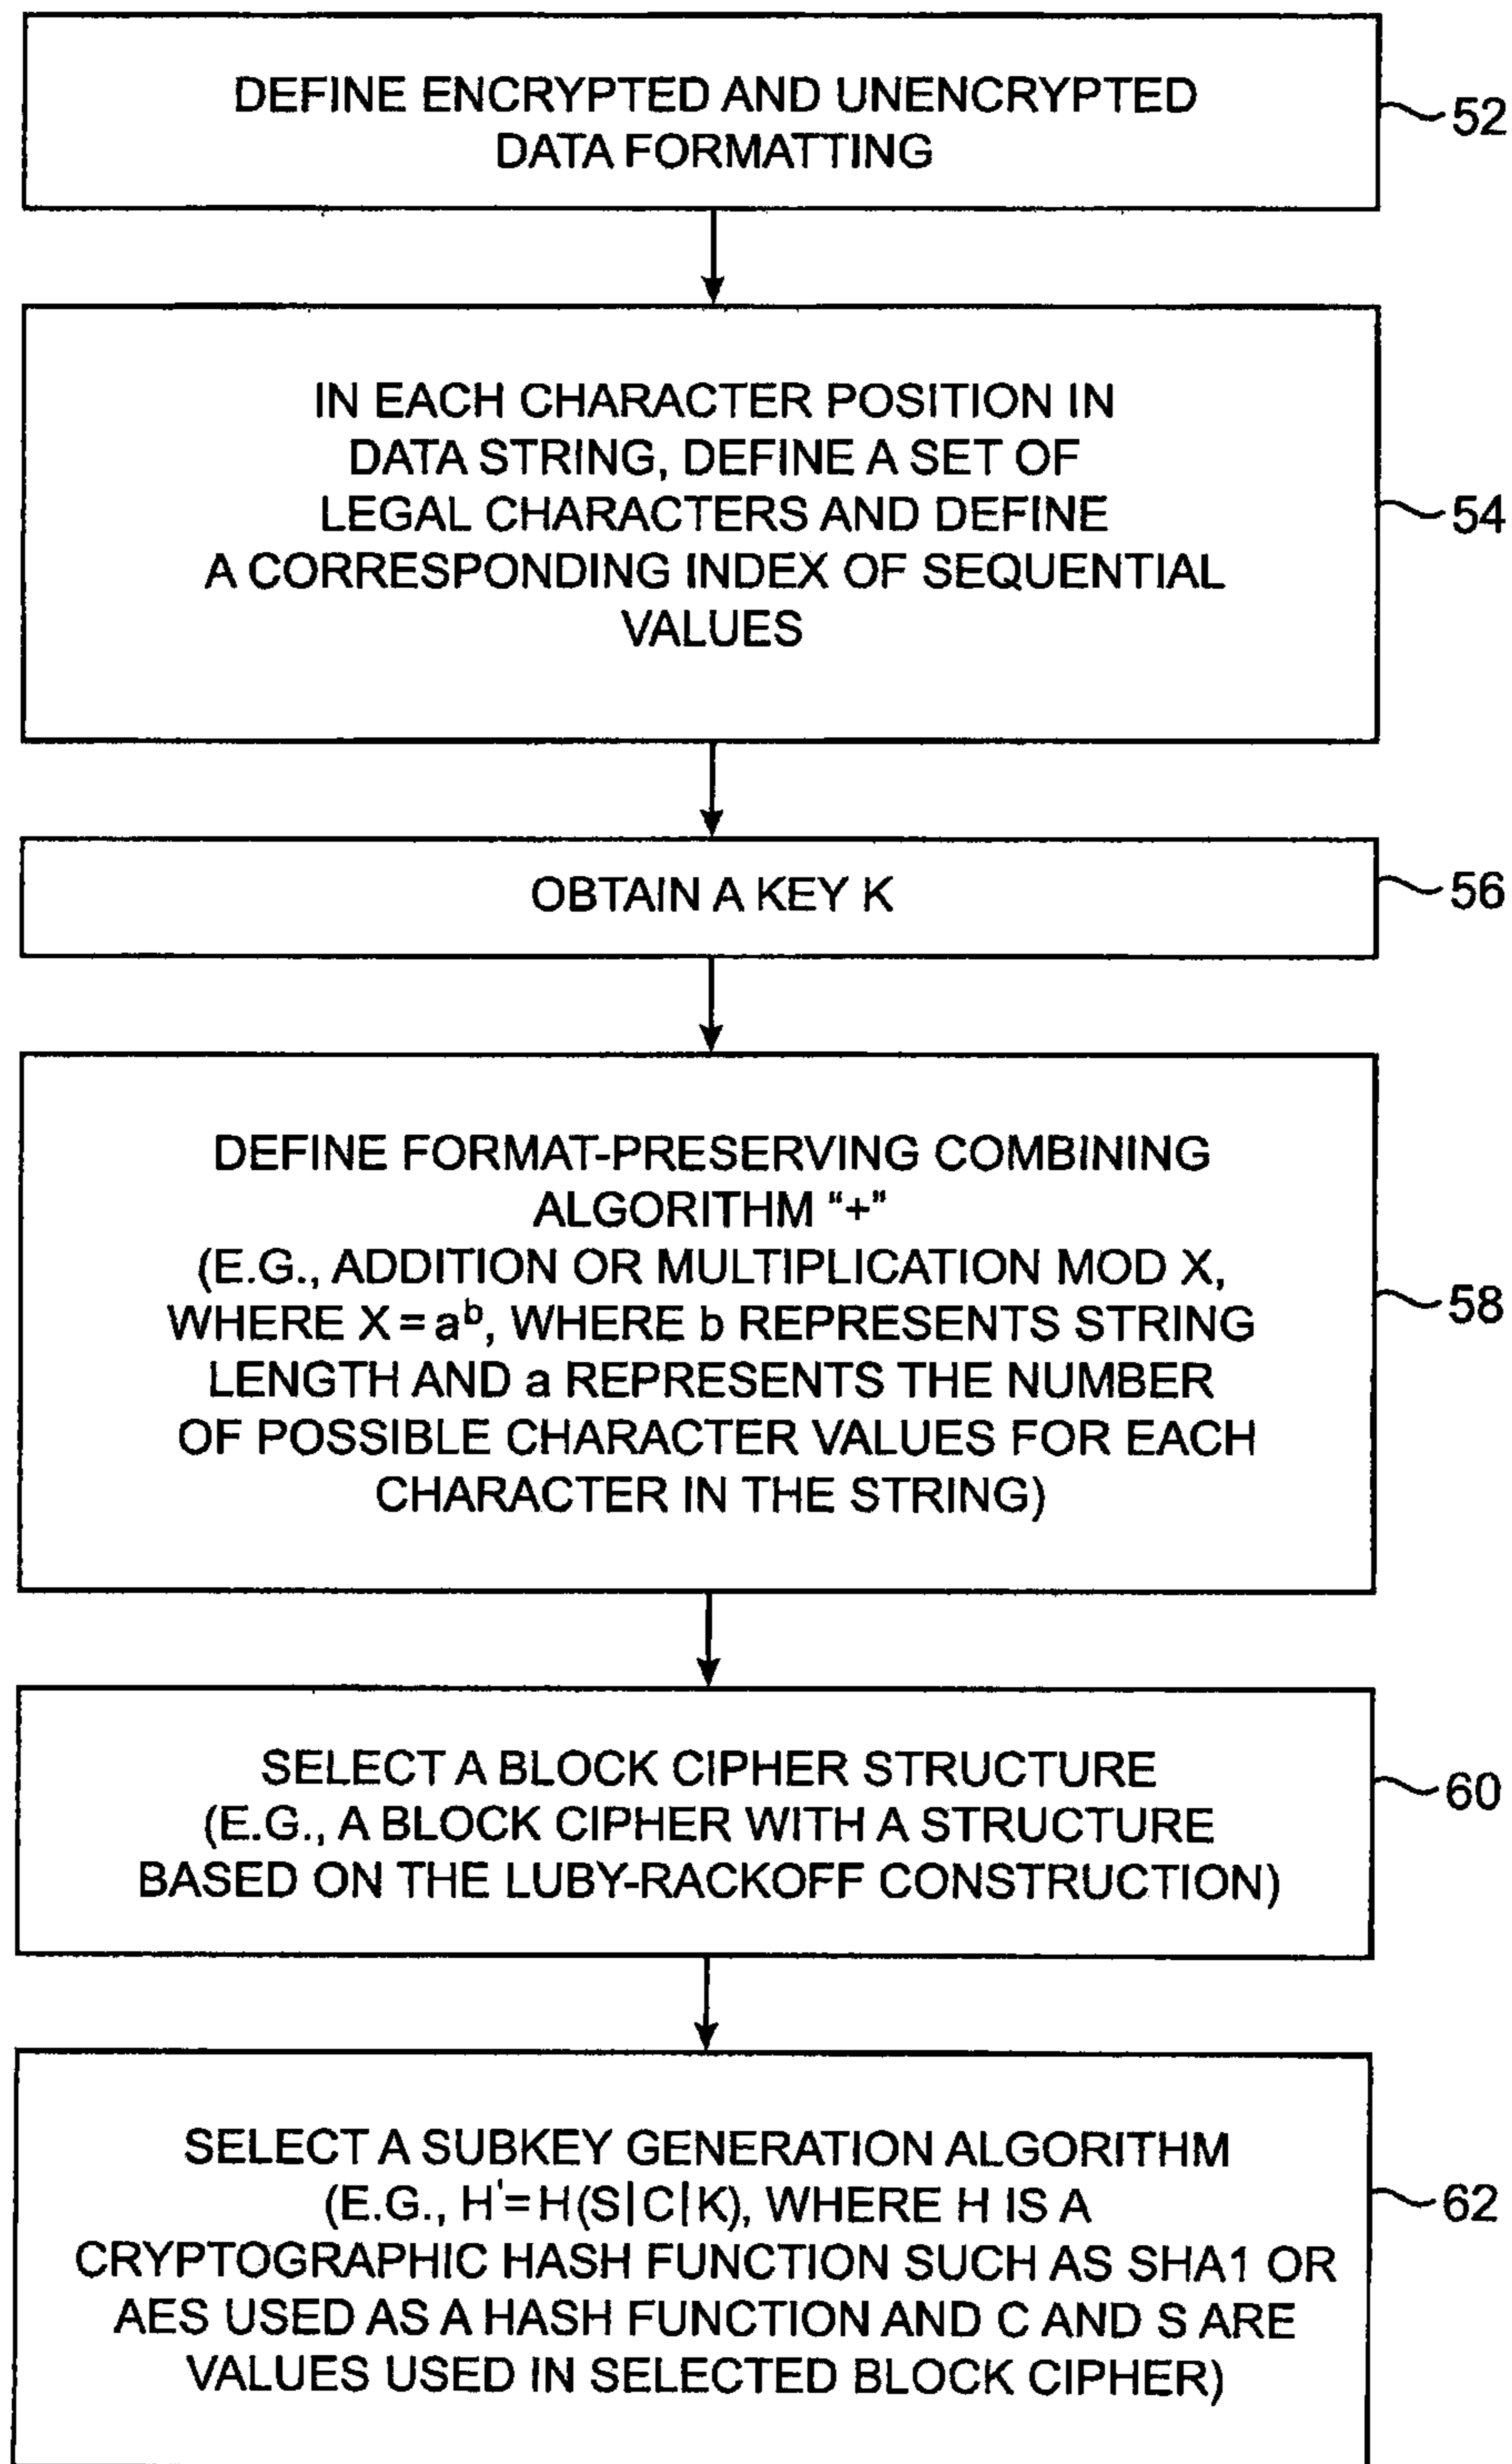 DEFINE ENCRYPTED AND UNENCRYPTED
DATA FORMATTING
52
IN EACH CHARACTER POSITION IN
DATA STRING, DEFINE A SET OF
LEGAL CHARACTERS AND DEFINE
A CORRESPONDING INDEX OF SEQUENTIAL
VALUES
54
OBTAIN A KEY K
56
DEFINE FORMAT-PRESERVING COMBINING
ALGORITHM “+”
(E.G., ADDITION OR MULTIPLICATION MOD X,
WHERE X = a^b, WHERE b REPRESENTS STRING
LENGTH AND a REPRESENTS THE NUMBER
OF POSSIBLE CHARACTER VALUES FOR EACH
CHARACTER IN THE STRING)
58
SELECT A BLOCK CIPHER STRUCTURE
(E.G., A BLOCK CIPHER WITH A STRUCTURE
BASED ON THE LUBY-RACKOFF CONSTRUCTION)
60
SELECT A SUBKEY GENERATION ALGORITHM
(E.G., H'=H(S|C|K), WHERE H IS A
CRYPTOGRAPHIC HASH FUNCTION SUCH AS SHA1 OR
AES USED AS A HASH FUNCTION AND C AND S ARE
VALUES USED IN SELECTED BLOCK CIPHER)
62